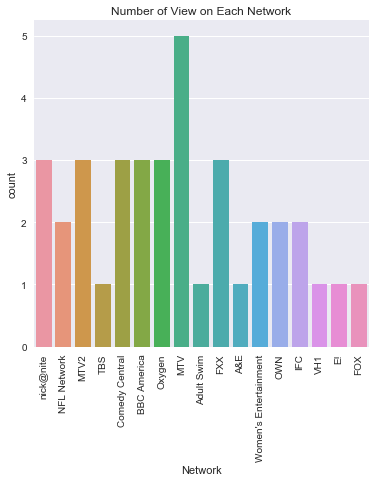 Number of View on Each Network
count
5
4
3
2
1
0
nick@nite
NFL Network
MTV2
TBS
Comedy Central
BBC America
Oxygen
MTV
Adult Swim
FXX
A&E
Women's Entertainment
OWN
IFC
VH1
E!
FOX
Network